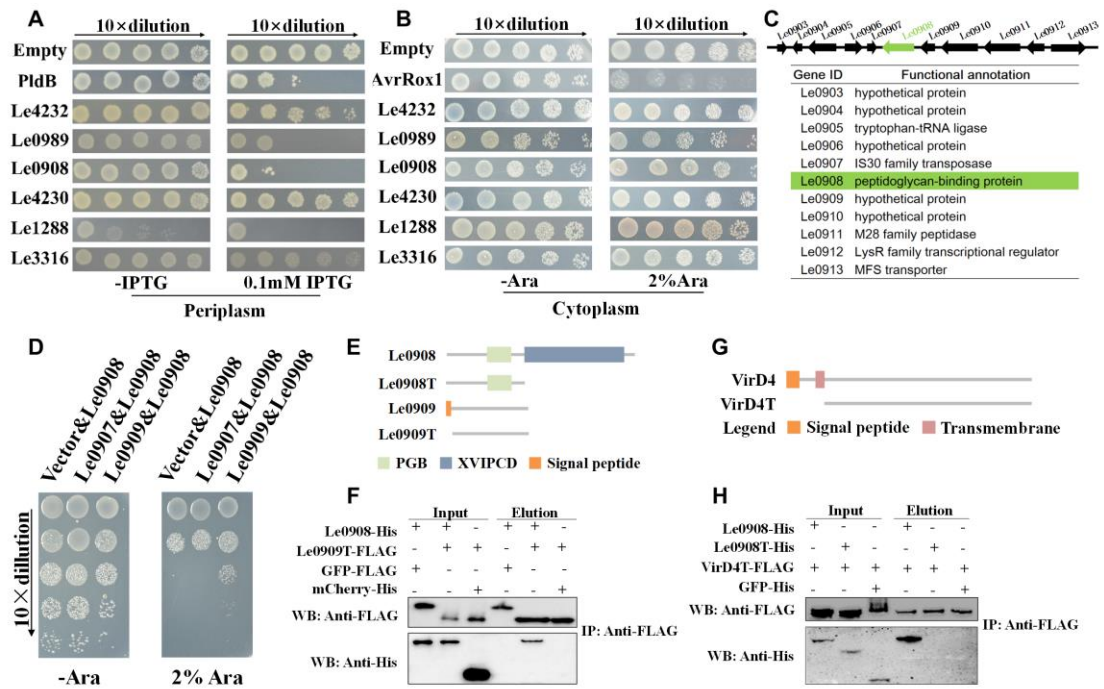 A
10×dilution
10×dilution
Empty
PldB
Le4232
Le0989
Le0908
Le4230
Le1288
Le3316
-IPTG
0.1mM IPTG
Periplasm
B
10×dilution
10×dilution
Empty
AvrRox1
Le4232
Le0989
Le0908
Le4230
Le1288
Le3316
-Ara
2%Ara
Cytoplasm
C
Le0903 Le0904 Le0905 Le0906 Le0907 Le0908 Le0909 Le0910 Le0911 Le0912 Le0913
Gene ID Functional annotation
Le0903 hypothetical protein
Le0904 hypothetical protein
Le0905 tryptophan-tRNA ligase
Le0906 hypothetical protein
Le0907 IS30 family transposase
Le0908 peptidoglycan-binding protein
Le0909 hypothetical protein
Le0910 hypothetical protein
Le0911 M28 family peptidase
Le0912 LysR family transcriptional regulator
Le0913 MFS transporter
D
Vector&Le0908
Le0907&Le0908
Le0909&Le0908
Vector&Le0908
Le0907&Le0908
Le0909&Le0908
10×dillution
-Ara
2% Ara
E
Le0908
Le0908T
Le0909
Le0909T
PGB XVIPCD Signal peptide
F
Input Elution
Le0908-His + + - + + -
Le0909T-FLAG - + + - + +
GFP-FLAG + - - + - -
mCherry-His - - + - - +
WB: Anti-FLAG
IP: Anti-FLAG
WB: Anti-His
G
VirD4
VirD4T
Legend Signal peptide Transmembrane
H
Input Elution
Le0908-His + - - + - -
Le0908T-His - + - - + -
VirD4T-FLAG + + + + + +
GFP-His - - + - - +
WB: Anti-FLAG
IP: Anti-FLAG
WB: Anti-His